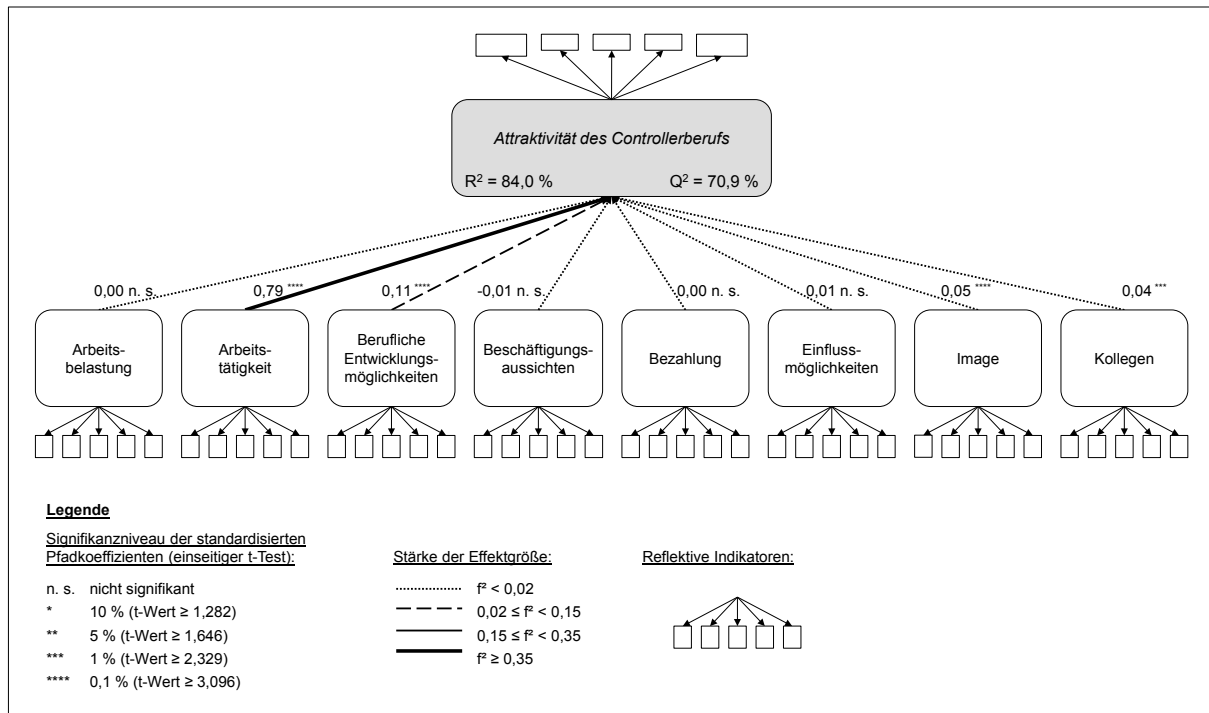 Attraktivität des Controllerberufs
R² = 84,0 % Q² = 70,9 %
0,00 n. s. 0,79 **** 0,11 **** -0,01 n. s. 0,00 n. s. 0,01 n. s. 0,05 **** 0,04 ***
Arbeits-
belastung
Arbeits-
tätigkeit
Berufliche
Entwicklungs-
möglichkeiten
Beschäftigungs-
aussichten
Bezahlung
Einfluss-
möglichkeiten
Image
Kollegen
Legende
Signifikanzniveau der standardisierten
Pfadkoeffizienten (einseitiger t-Test):
n. s. nicht signifikant
* 10 % (t-Wert ≥ 1,282)
** 5 % (t-Wert ≥ 1,646)
*** 1 % (t-Wert ≥ 2,329)
**** 0,1 % (t-Wert ≥ 3,096)
Stärke der Effektgröße:
f² < 0,02
0,02 ≤ f² < 0,15
0,15 ≤ f² < 0,35
f² ≥ 0,35
Reflektive Indikatoren: